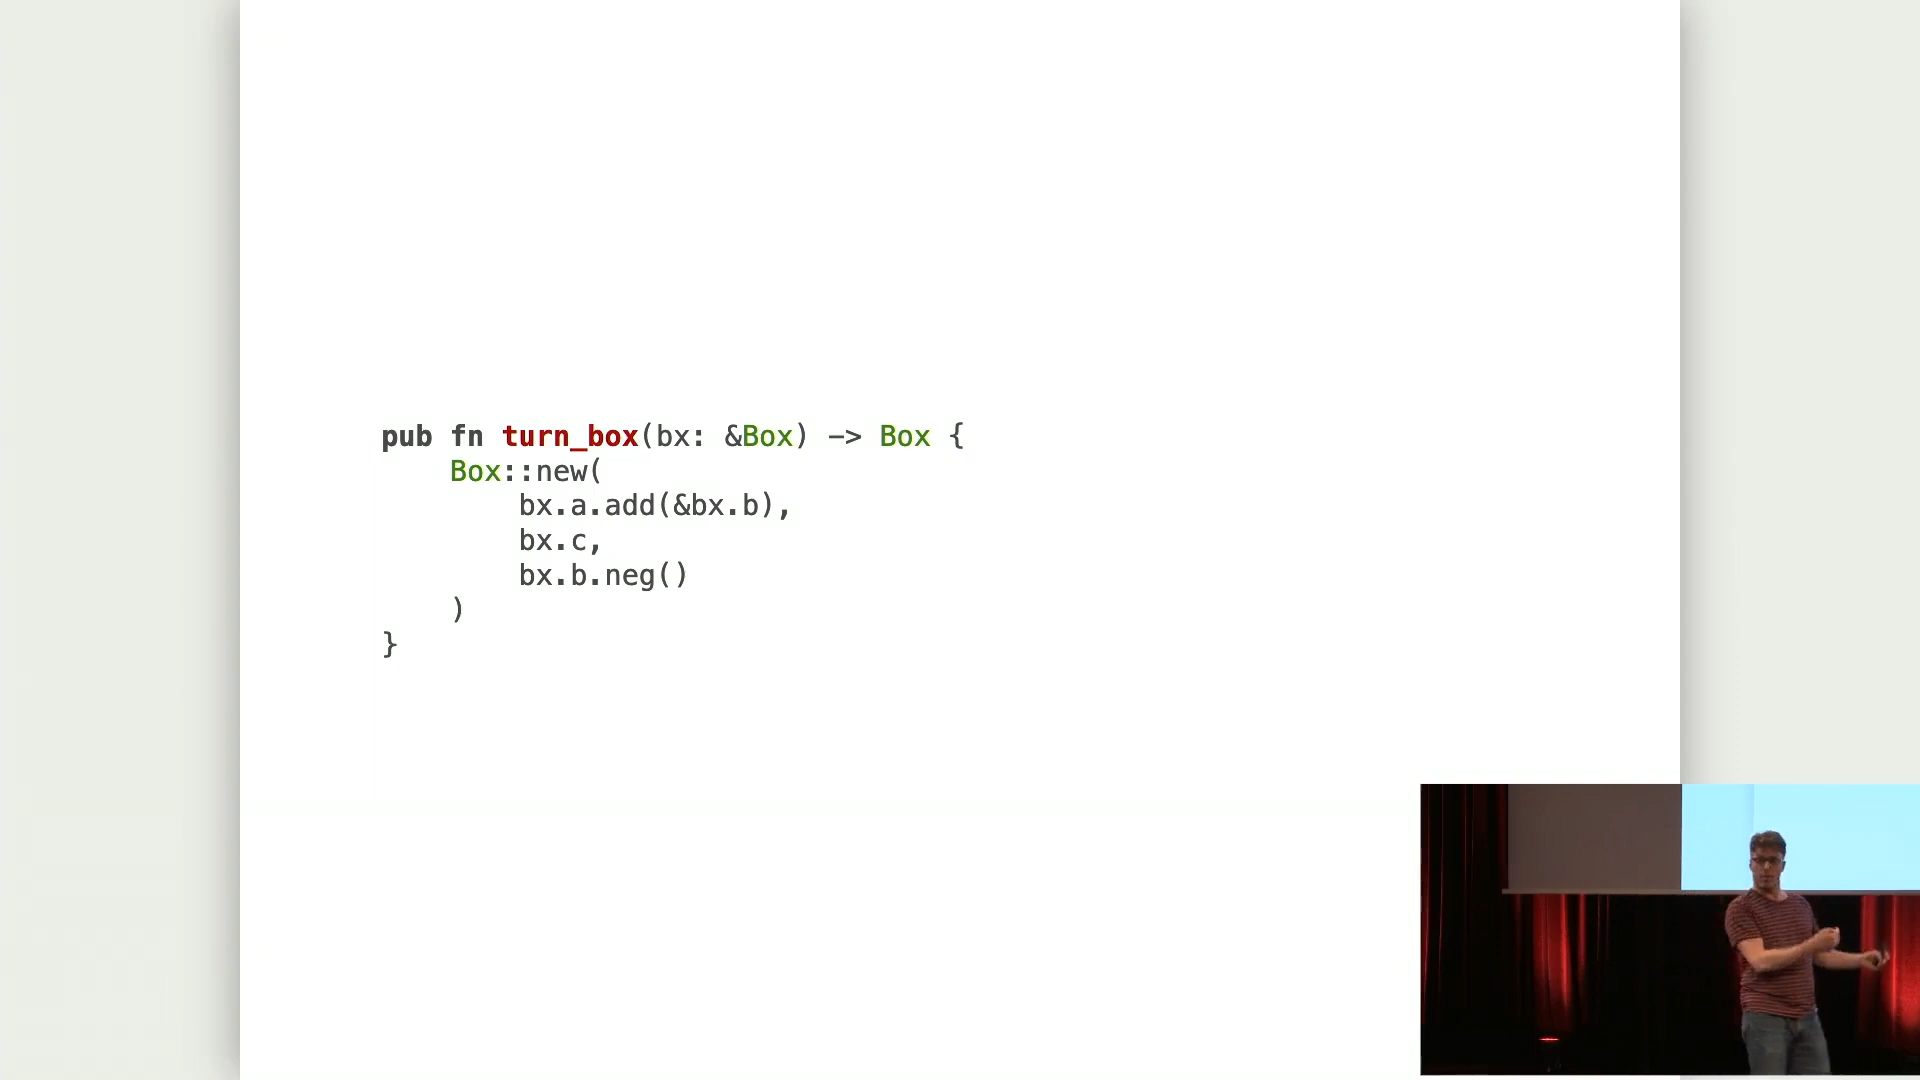 pub fn turn_box(bx: &Box) -> Box {
    Box::new(
        bx.a.add(&bx.b),
        bx.c,
        bx.b.neg()
    )
}